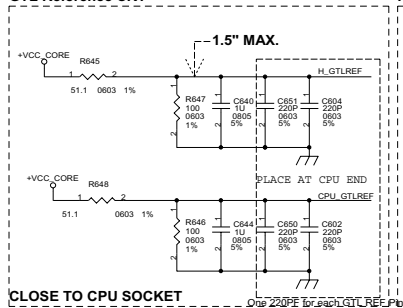 1.5" MAX.
+VCC_CORE
R645
1 2
51.1 0603 1%
H_GTLREF
R647
100
0603
1%
C640
1U
0805
5%
C651
220P
0603
5%
C604
220P
0603
5%
PLACE AT CPU END
+VCC_CORE
R648
1 2
51.1 0603 1%
CPU_GTLREF
R646
100
0603
1%
C644
1U
0805
5%
C650
220P
0603
5%
C602
220P
0603
5%
CLOSE TO CPU SOCKET
One 220PF for each GTL REF Pin